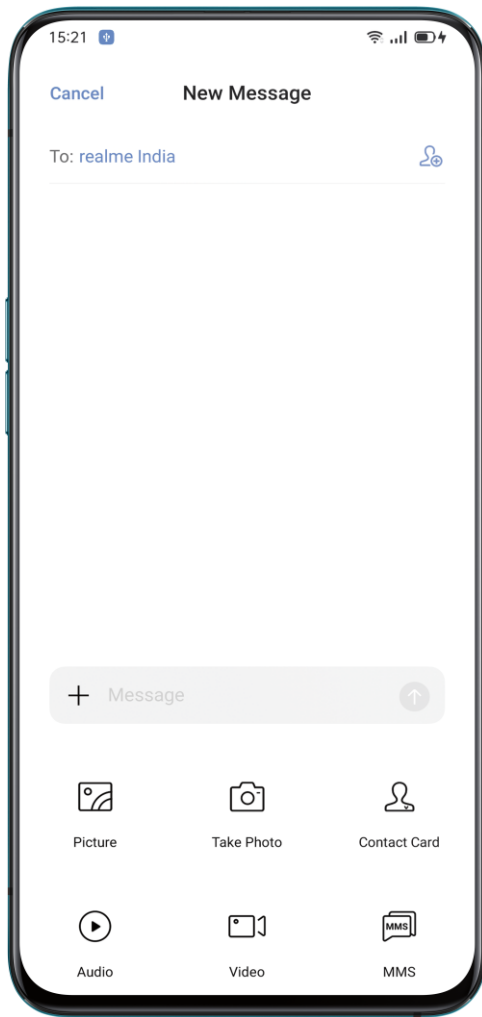 15:21
Cancel New Message
To: realme India
Message
Picture Take Photo Contact Card
MMS
Audio Video MMS